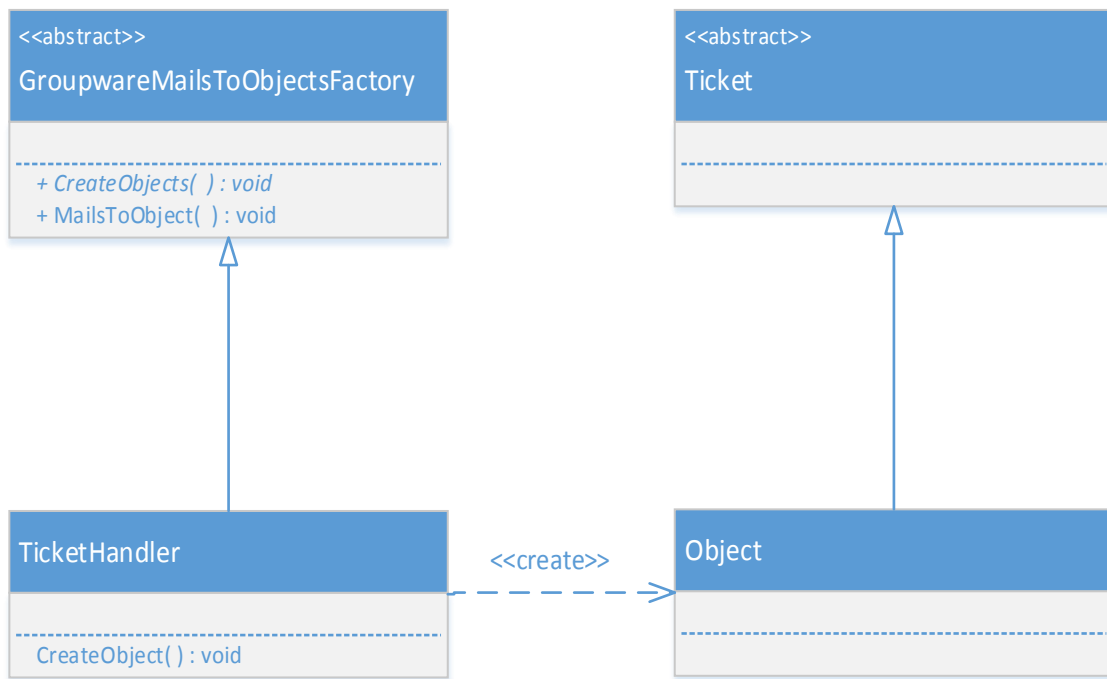 <<abstract>>
GroupwareMailsToObjectsFactory
+ CreateObjects( ) : void
+ MailsToObject( ) : void
<<abstract>>
Ticket
TicketHandler
CreateObject( ) : void
<<create>>
Object